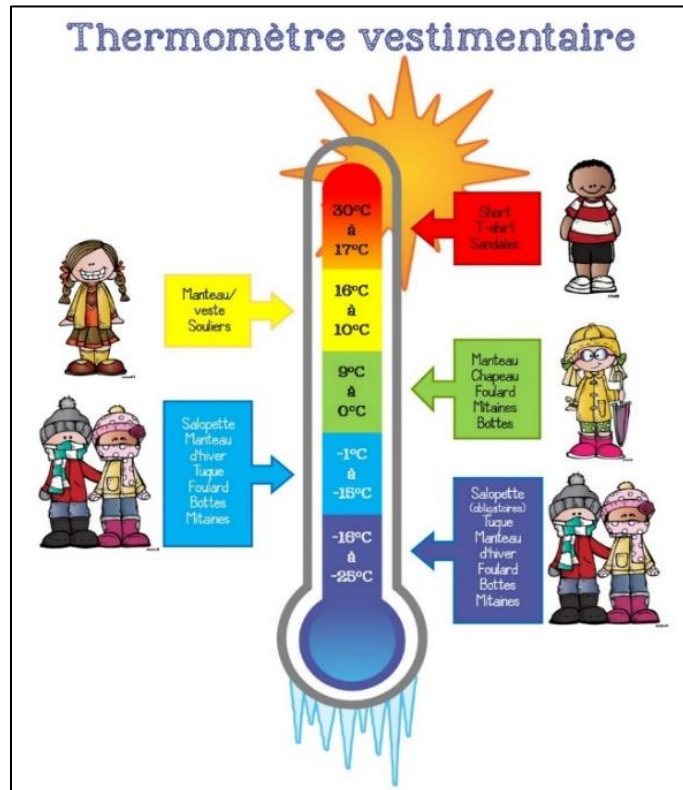 Thermomètre vestimentaire
30°C
à
17°C
Short
T-shirt
Sandales
Manteau/
veste
Souliers
16°C
à
10°C
9°C
à
0°C
Manteau
Chapeau
Foulard
Mitaines
Bottes
Salopette
Manteau
d'hiver
Tuque
Foulard
Bottes
Mitaines
-1°C
à
-15°C
-16°C
à
-25°C
Salopette
(obligatoires)
Tuque
Manteau
d'hiver
Foulard
Bottes
Mitaines